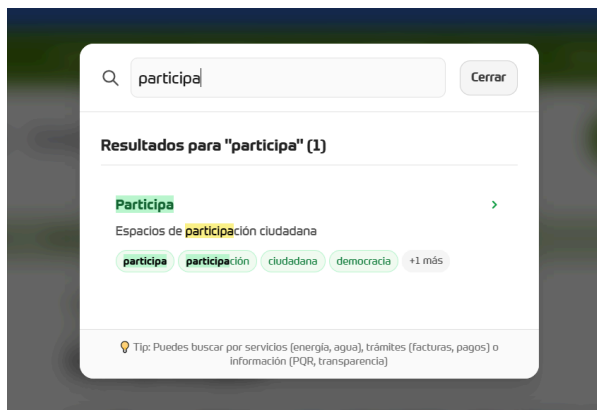 participa
Cerrar
Resultados para "participa" (1)
Participa
Espacios de participación ciudadana
participa participación ciudadana democracia +1 más
Tip: Puedes buscar por servicios (energía, agua), trámites (facturas, pagos) o
información (PQR, transparencia)